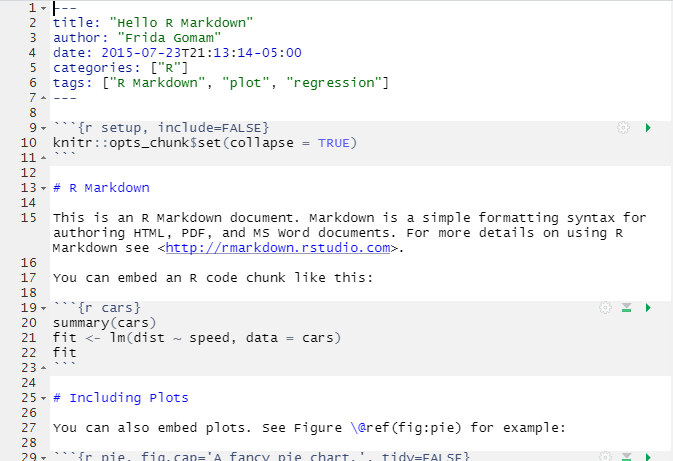 1 ---
2 title: "Hello R Markdown"
3 author: "Frida Gomam"
4 date: 2015-07-23T21:13:14-05:00
5 categories: ["R"]
6 tags: ["R Markdown", "plot", "regression"]
7 ---
8
9 ```{r setup, include=FALSE}
10 knitr::opts_chunk$set(collapse = TRUE)
11 ```
12
13 # R Markdown
14
15 This is an R Markdown document. Markdown is a simple formatting syntax for
authoring HTML, PDF, and MS Word documents. For more details on using R
Markdown see <http://rmarkdown.rstudio.com>.
16
17 You can embed an R code chunk like this:
18
19 ```{r cars}
20 summary(cars)
21 fit <- lm(dist ~ speed, data = cars)
22 fit
23 ```
24
25 # Including Plots
26
27 You can also embed plots. See Figure \@ref(fig:pie) for example:
28
29 ```{r pie, fig.cap='A fancy pie chart.', tidy=FALSE}